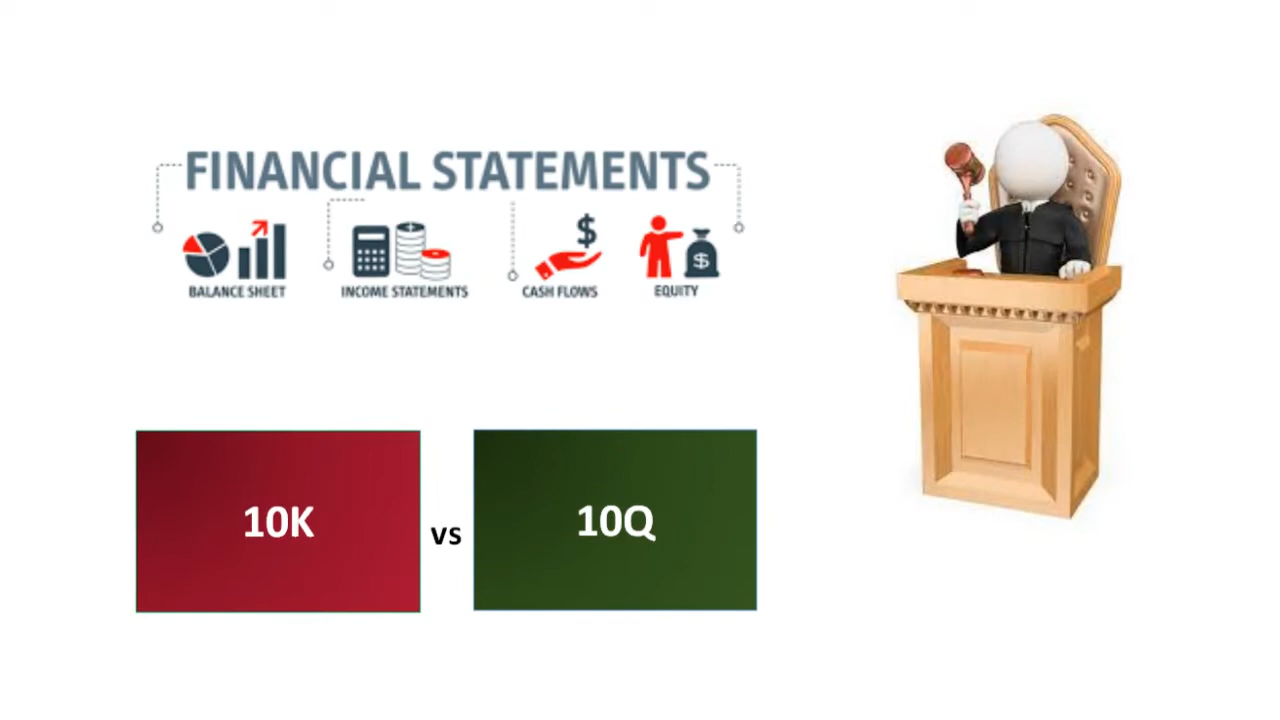 FINANCIAL STATEMENTS
BALANCE SHEET
INCOME STATEMENTS
CASH FLOWS
EQUITY
10K
vs
10Q